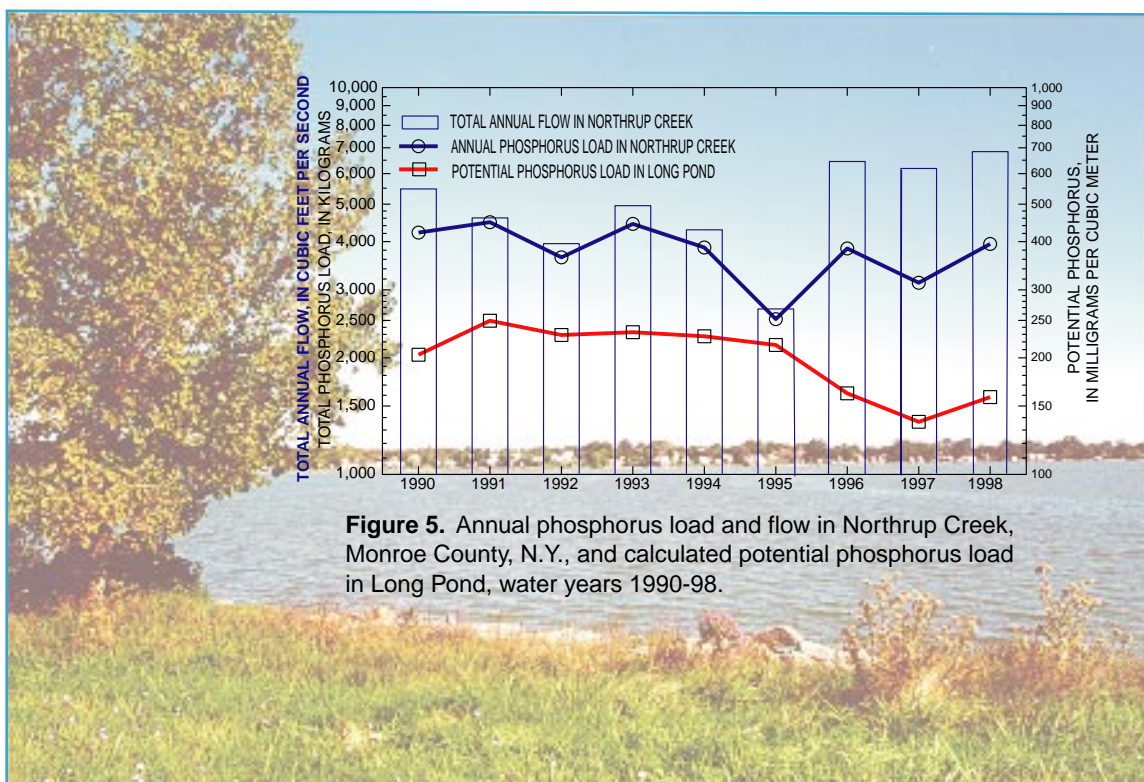 TOTAL ANNUAL FLOW, IN CUBIC FEET PER SECOND
TOTAL PHOSPHORUS LOAD, IN KILOGRAMS
10,000
9,000
8,000
7,000
6,000
5,000
4,000
3,000
2,500
2,000
1,500
1,000
TOTAL ANNUAL FLOW IN NORTHRUP CREEK
ANNUAL PHOSPHORUS LOAD IN NORTHRUP CREEK
POTENTIAL PHOSPHORUS LOAD IN LONG POND
1,000
900
800
700
600
500
400
300
250
200
150
100
POTENTIAL PHOSPHORUS,
IN MILLIGRAMS PER CUBIC METER
1990 1991 1992 1993 1994 1995 1996 1997 1998
Figure 5. Annual phosphorus load and flow in Northrup Creek,
Monroe County, N.Y., and calculated potential phosphorus load
in Long Pond, water years 1990-98.